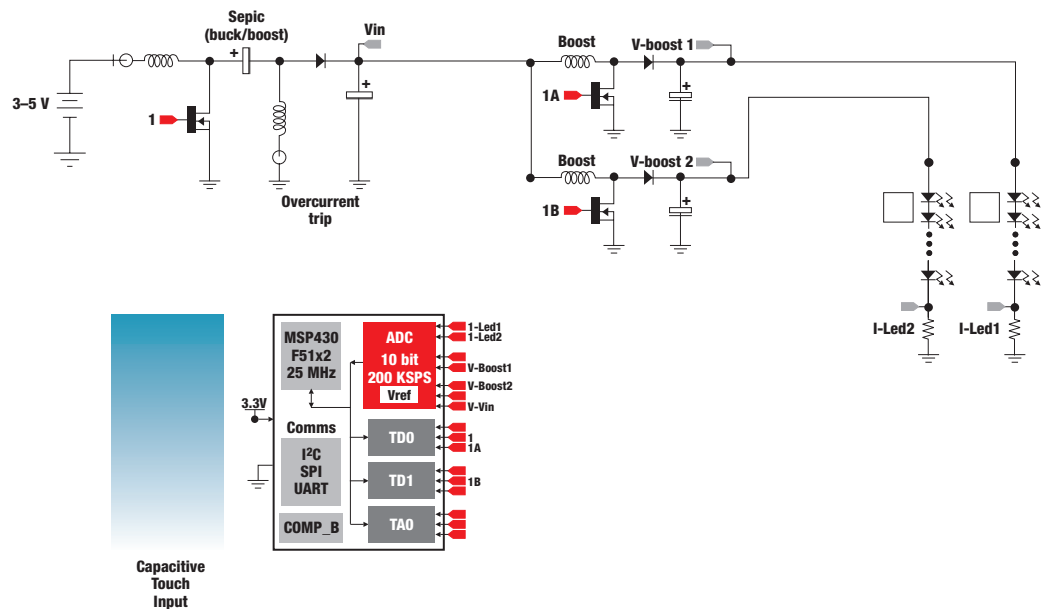 Sepic
(buck/boost)
Vin
Boost
V-boost 1
+
+
+
3–5 V
1
1A
Boost
V-boost 2
+
1B
Overcurrent
trip
I-Led2
I-Led1
MSP430
F51x2
25 MHz
ADC
10 bit
200 KSPS
Vref
1-Led1
1-Led2
V-Boost1
V-Boost2
V-Vin
3.3V
Comms
I²C
SPI
UART
COMP_B
TD0
1
1A
TD1
1B
TA0
Capacitive
Touch
Input